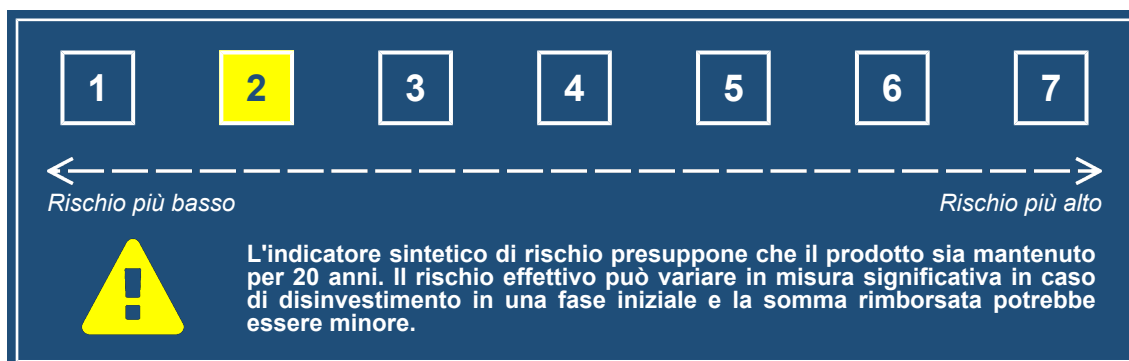 1 2 3 4 5 6 7
Rischio più basso Rischio più alto
L'indicatore sintetico di rischio presuppone che il prodotto sia mantenuto
per 20 anni. Il rischio effettivo può variare in misura significativa in caso
di disinvestimento in una fase iniziale e la somma rimborsata potrebbe
essere minore.